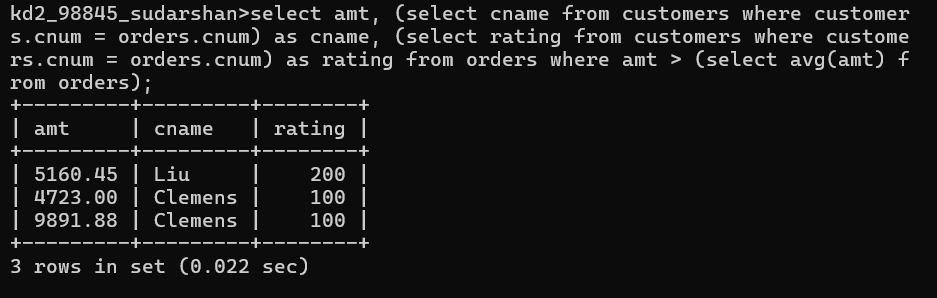 kd2_98845_sudarshan>select amt, (select cname from customers where customer
s.cnum = orders.cnum) as cname, (select rating from customers where custome
rs.cnum = orders.cnum) as rating from orders where amt > (select avg(amt) f
rom orders);
+---------+---------+--------+
| amt     | cname   | rating |
+---------+---------+--------+
| 5160.45 | Liu     |    200 |
| 4723.00 | Clemens |    100 |
| 9891.88 | Clemens |    100 |
+---------+---------+--------+
3 rows in set (0.022 sec)